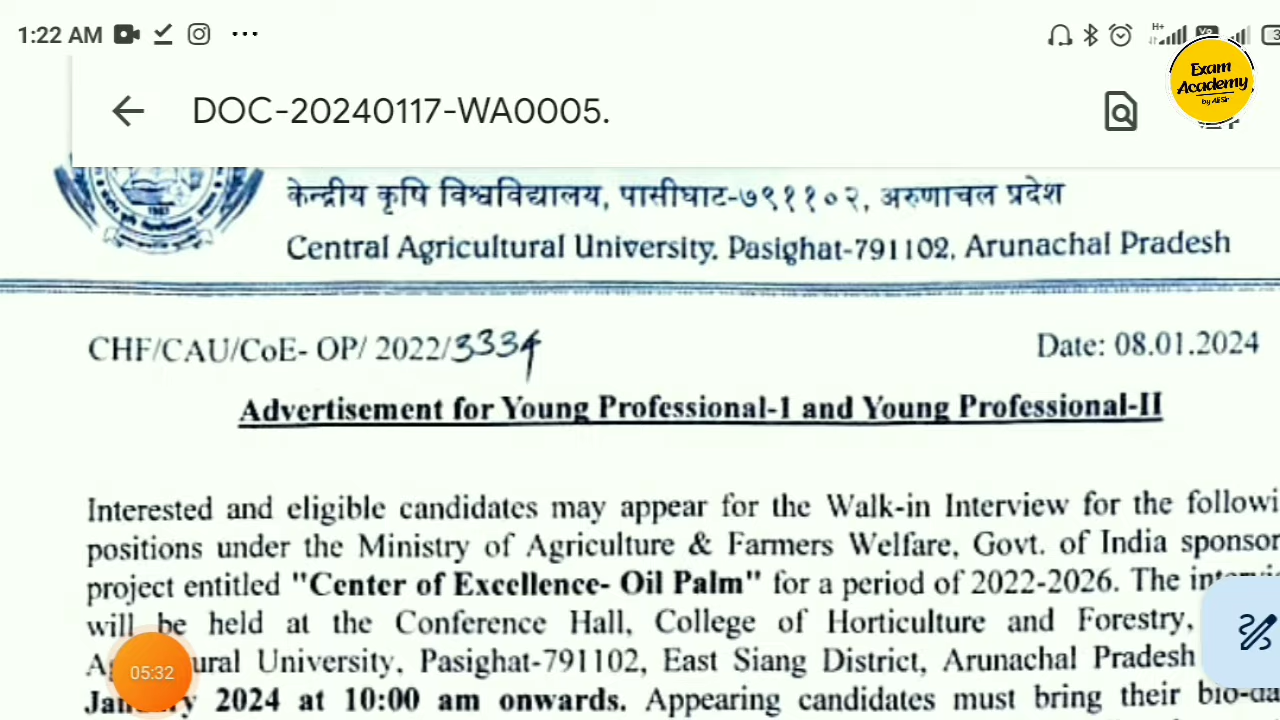 1:22 AM ...
Exam
Academy
by Ali Sir
DOC-20240117-WA0005.
केन्द्रीय कृषि विश्वविद्यालय, पासीघाट-७९११०२, अरुणाचल प्रदेश
Central Agricultural University, Pasighat-791102, Arunachal Pradesh
CHF/CAU/CoE- OP/ 2022/3334
Date: 08.01.2024
Advertisement for Young Professional-1 and Young Professional-II
Interested and eligible candidates may appear for the Walk-in Interview for the followi
positions under the Ministry of Agriculture & Farmers Welfare, Govt. of India sponsor
project entitled "Center of Excellence- Oil Palm" for a period of 2022-2026. The
will be held at the Conference Hall, College of Horticulture and Forestry,
University, Pasighat-791102, East Siang District, Arunachal Pradesh
05:32
2024 at 10:00 am onwards. Appearing candidates must bring their bio-da